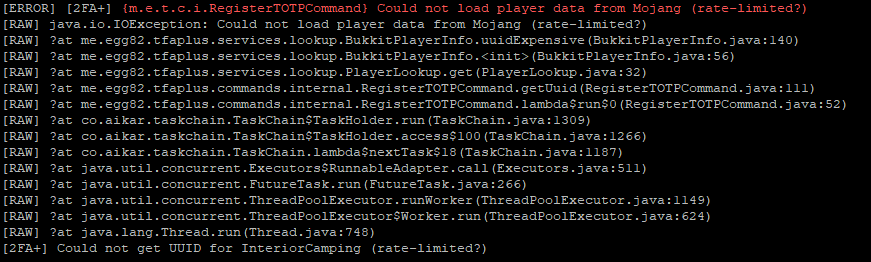 [ERROR] [2FA+] {m.e.t.c.i.RegisterTOTPCommand} Could not load player data from Mojang (rate-limited?)
[RAW] java.io.IOException: Could not load player data from Mojang (rate-limited?)
[RAW] ?at me.egg82.tfaplus.services.lookup.BukkitPlayerInfo.uuidExpensive(BukkitPlayerInfo.java:140)
[RAW] ?at me.egg82.tfaplus.services.lookup.BukkitPlayerInfo.<init>(BukkitPlayerInfo.java:56)
[RAW] ?at me.egg82.tfaplus.services.lookup.PlayerLookup.get(PlayerLookup.java:32)
[RAW] ?at me.egg82.tfaplus.commands.internal.RegisterTOTPCommand.getUuid(RegisterTOTPCommand.java:111)
[RAW] ?at me.egg82.tfaplus.commands.internal.RegisterTOTPCommand.lambda$run$0(RegisterTOTPCommand.java:52)
[RAW] ?at co.aikar.taskchain.TaskChain$TaskHolder.run(TaskChain.java:1309)
[RAW] ?at co.aikar.taskchain.TaskChain$TaskHolder.access$100(TaskChain.java:1266)
[RAW] ?at co.aikar.taskchain.TaskChain.lambda$nextTask$18(TaskChain.java:1187)
[RAW] ?at java.util.concurrent.Executors$RunnableAdapter.call(Executors.java:511)
[RAW] ?at java.util.concurrent.FutureTask.run(FutureTask.java:266)
[RAW] ?at java.util.concurrent.ThreadPoolExecutor.runWorker(ThreadPoolExecutor.java:1149)
[RAW] ?at java.util.concurrent.ThreadPoolExecutor$Worker.run(ThreadPoolExecutor.java:624)
[RAW] ?at java.lang.Thread.run(Thread.java:748)
[2FA+] Could not get UUID for InteriorCamping (rate-limited?)